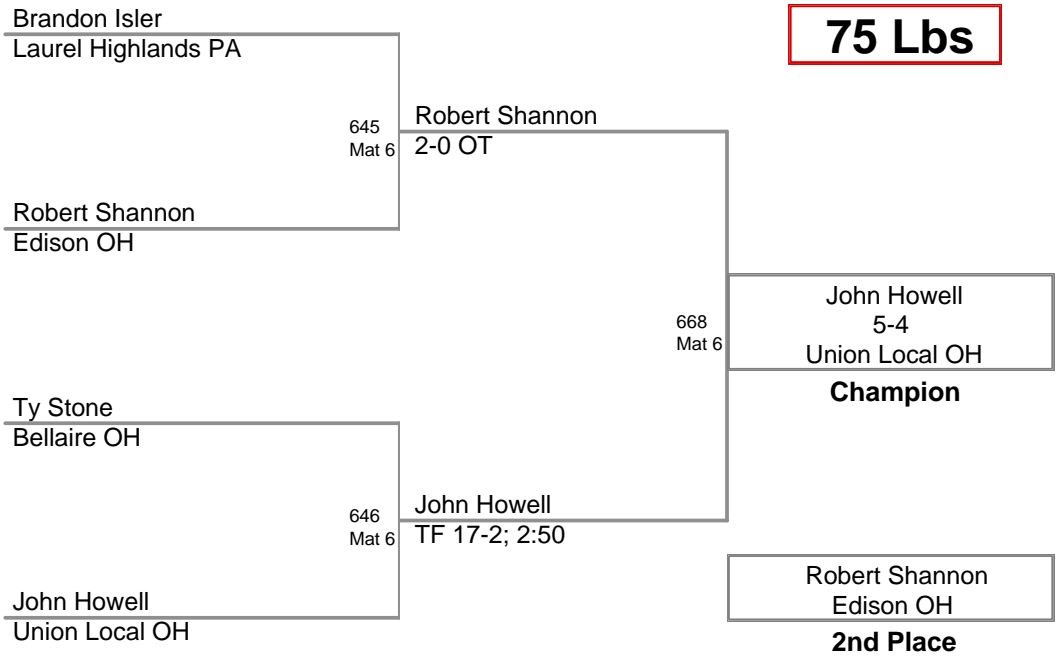 Brandon Isler
Laurel Highlands PA
75 Lbs
645
Mat 6
Robert Shannon
2-0 OT
Robert Shannon
Edison OH
668
Mat 6
John Howell
5-4
Union Local OH
Champion
Ty Stone
Bellaire OH
646
Mat 6
John Howell
TF 17-2; 2:50
John Howell
Union Local OH
Robert Shannon
Edison OH
2nd Place